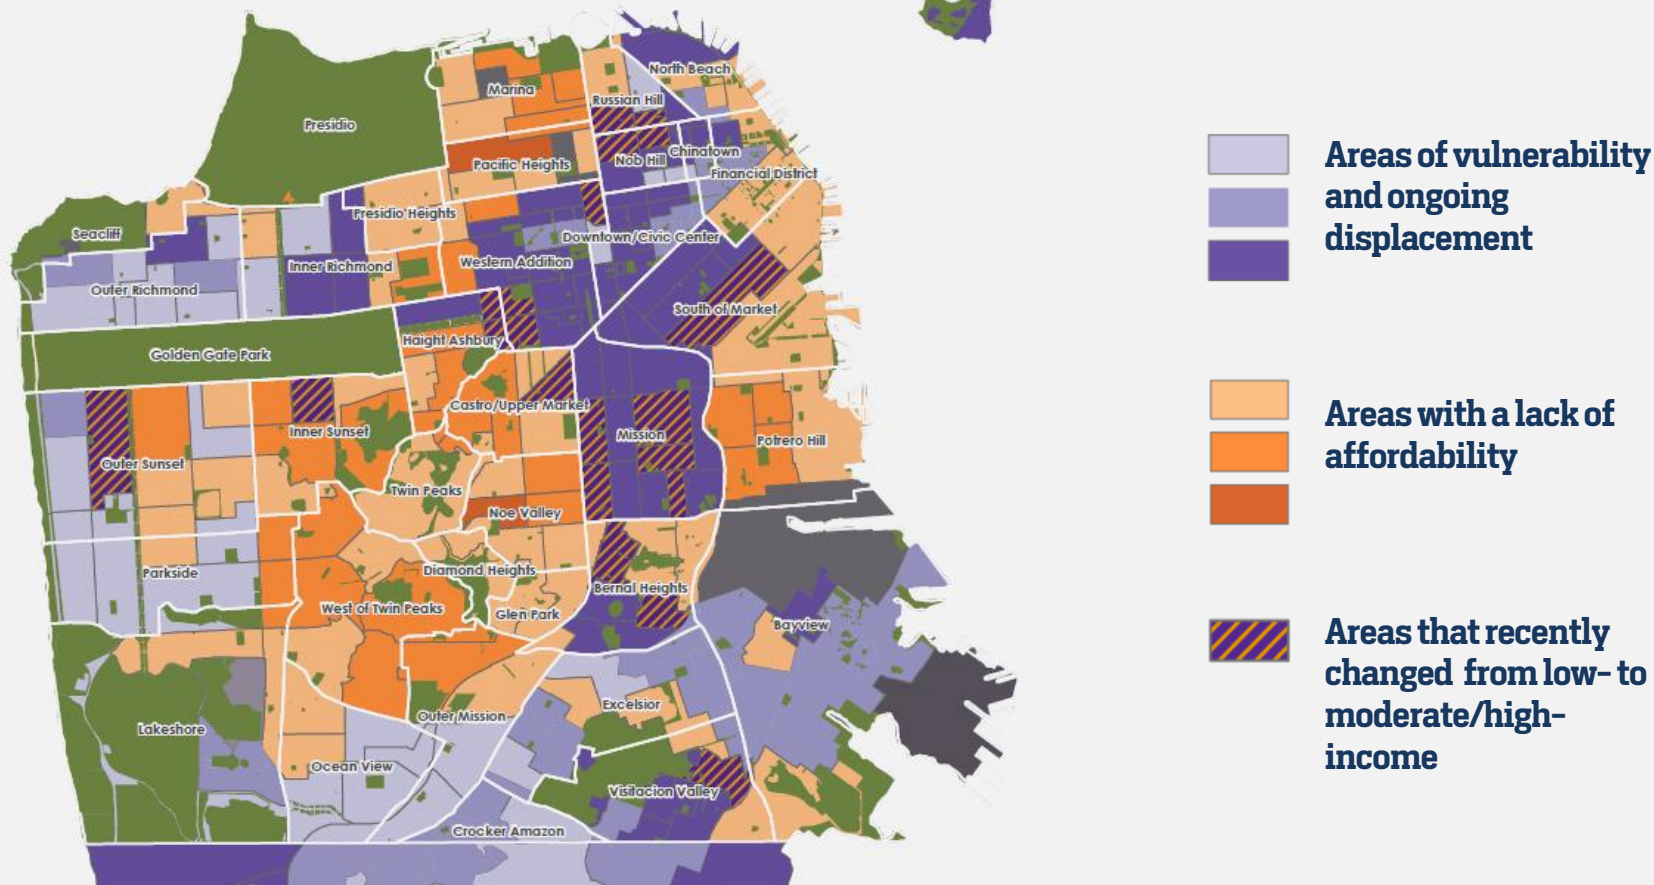 North Beach
Marina
Russian Hill
Presidio
Chinatown
Pacific Heights
Nob Hill
Financial District
Presidio Heights
Seacliff
Downtown/Civic Center
Western Addition
Inner Richmond
Outer Richmond
South of Market
Haight Ashbury
Golden Gate Park
Castro/Upper Market
Inner Sunset
Mission
Potrero Hill
Outer Sunset
Twin Peaks
Noe Valley
Parkside
Diamond Heights
Bernal Heights
West of Twin Peaks
Glen Park
Bayview
Excelsior
Outer Mission
Lakeshore
Ocean View
Visitacion Valley
Crocker Amazon
Areas of vulnerability
and ongoing
displacement
Areas with a lack of
affordability
Areas that recently
changed from low- to
moderate/high-
income